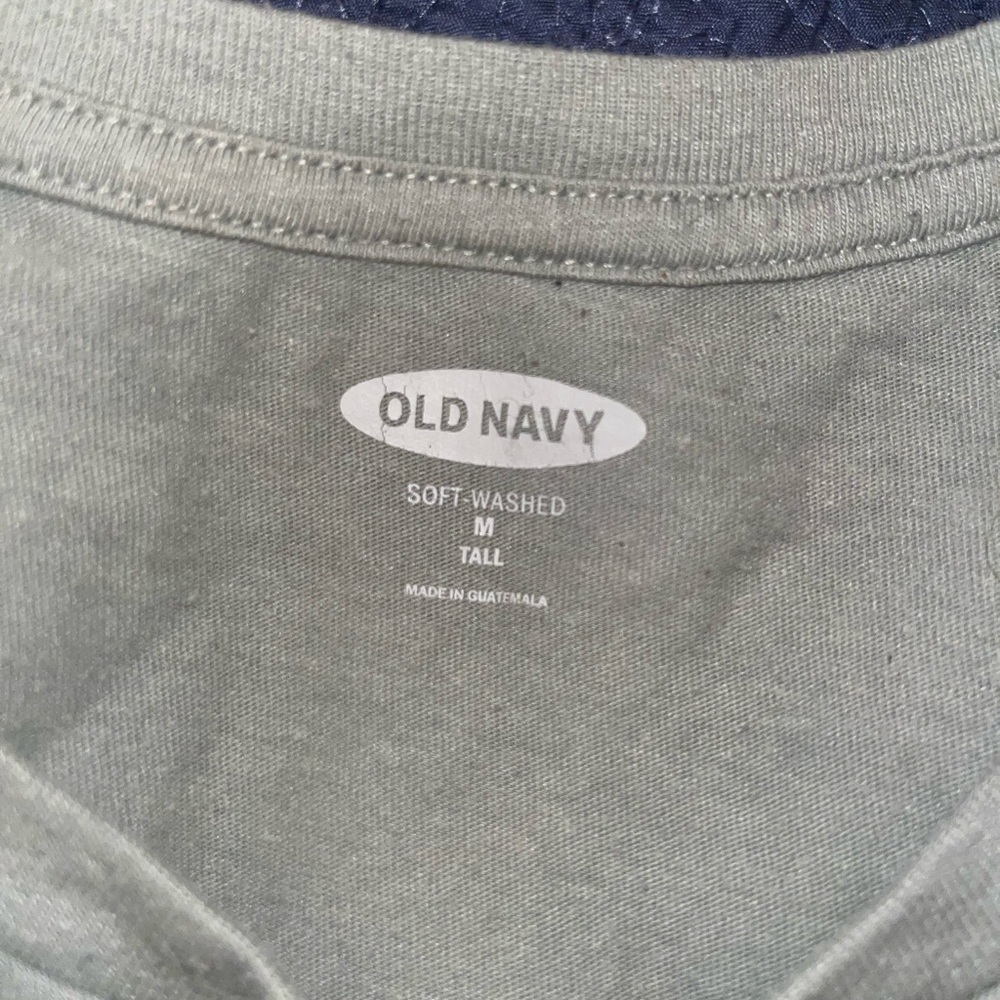 OLD NAVY
SOFT-WASHED
M
TALL
MADE IN GUATEMALA